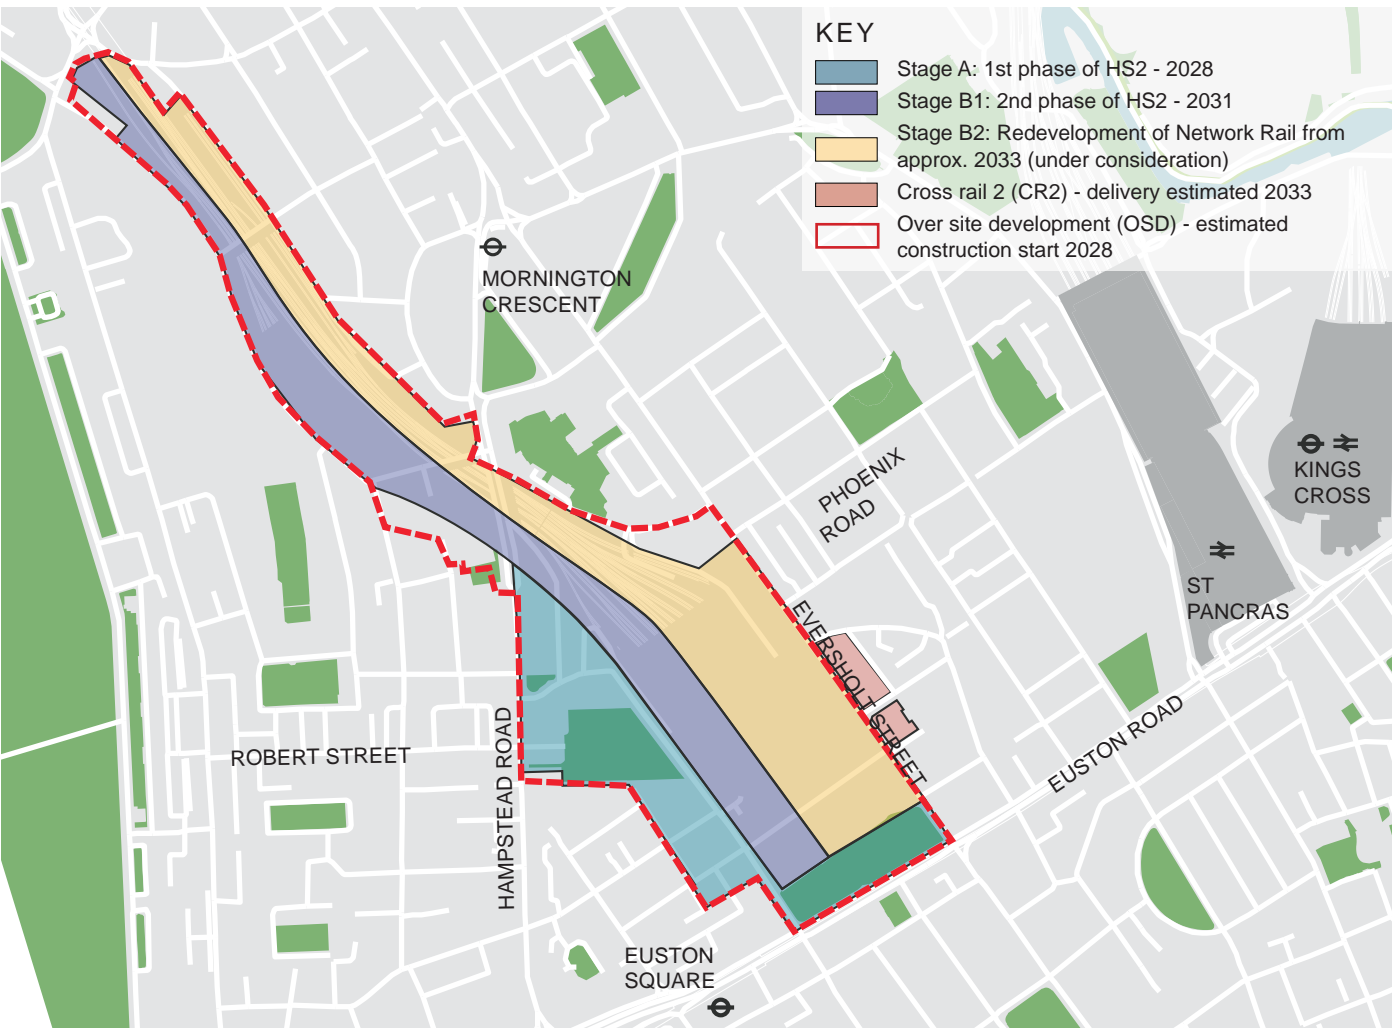 KEY
Stage A: 1st phase of HS2 - 2028
Stage B1: 2nd phase of HS2 - 2031
Stage B2: Redevelopment of Network Rail from
approx. 2033 (under consideration)
Cross rail 2 (CR2) - delivery estimated 2033
Over site development (OSD) - estimated
construction start 2028
MORNINGTON
CRESCENT
PHOENIX
ROAD
KINGS
CROSS
ST
PANCRAS
EVERSHOLT STREET
EUSTON ROAD
ROBERT STREET
HAMPSTEAD ROAD
EUSTON
SQUARE